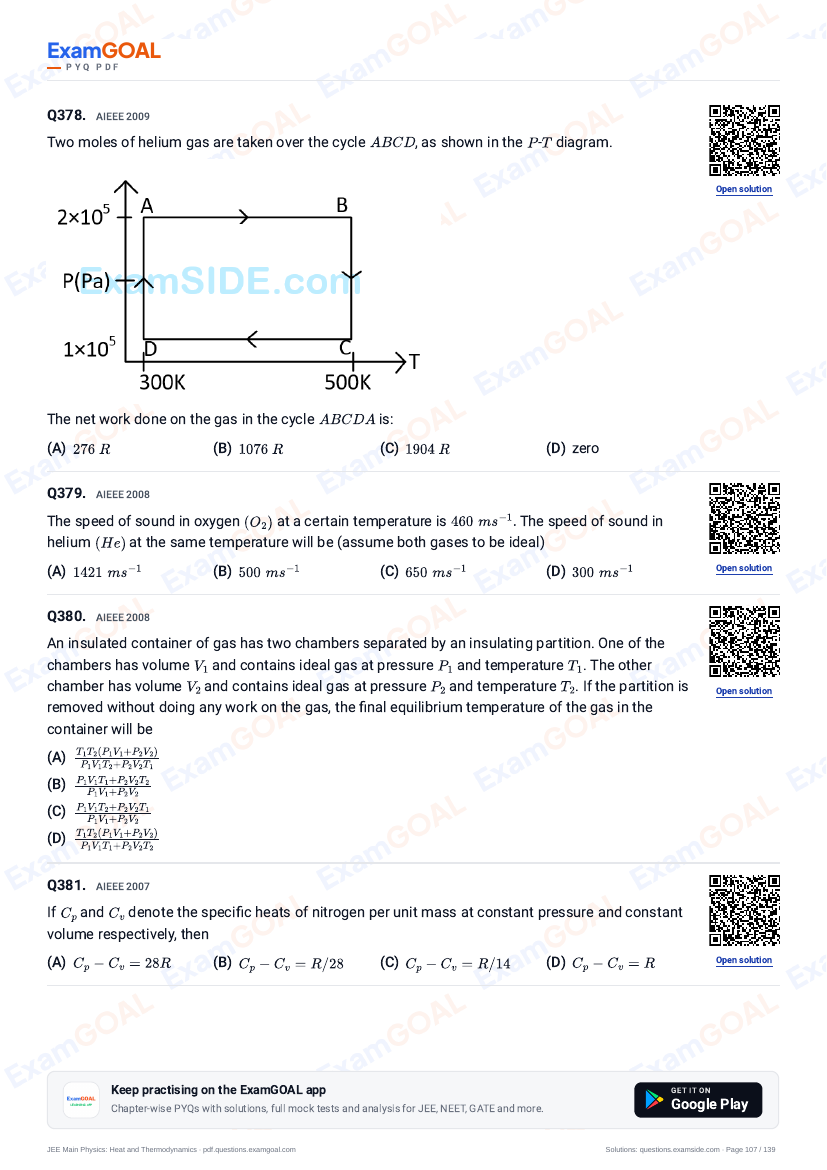 ExamGOAL
PYQ PDF
Q378. AIEEE 2009
Two moles of helium gas are taken over the cycle ABCD, as shown in the P-T diagram.
Open solution
A
B
2×10⁵
ExamSIDE.com
P(Pa)
1×10⁵
D
C
T
300K
500K
The net work done on the gas in the cycle ABCDA is:
(A) 276 R (B) 1076 R (C) 1904 R (D) zero
Q379. AIEEE 2008
The speed of sound in oxygen (O₂) at a certain temperature is 460 ms⁻¹. The speed of sound in
helium (He) at the same temperature will be (assume both gases to be ideal)
(A) 1421 ms⁻¹ (B) 500 ms⁻¹ (C) 650 ms⁻¹ (D) 300 ms⁻¹
Open solution
Q380. AIEEE 2008
An insulated container of gas has two chambers separated by an insulating partition. One of the
chambers has volume V₁ and contains ideal gas at pressure P₁ and temperature T₁. The other
chamber has volume V₂ and contains ideal gas at pressure P₂ and temperature T₂. If the partition is
removed without doing any work on the gas, the final equilibrium temperature of the gas in the
container will be
Open solution
(A) T₁T₂(P₁V₁+P₂V₂) / P₁V₁T₂+P₂V₂T₁
(B) P₁V₁T₁+P₂V₂T₂ / P₁V₁+P₂V₂
(C) P₁V₁T₂+P₂V₂T₁ / P₁V₁+P₂V₂
(D) T₁T₂(P₁V₁+P₂V₂) / P₁V₁T₁+P₂V₂T₂
Q381. AIEEE 2007
If Cₚ and Cᵥ denote the specific heats of nitrogen per unit mass at constant pressure and constant
volume respectively, then
(A) Cₚ − Cᵥ = 28R (B) Cₚ − Cᵥ = R/28 (C) Cₚ − Cᵥ = R/14 (D) Cₚ − Cᵥ = R
Open solution
Keep practising on the ExamGOAL app
Chapter-wise PYQs with solutions, full mock tests and analysis for JEE, NEET, GATE and more.
GET IT ON
Google Play
JEE Main Physics: Heat and Thermodynamics · pdf.questions.examgoal.com
Solutions: questions.examside.com · Page 107 / 139